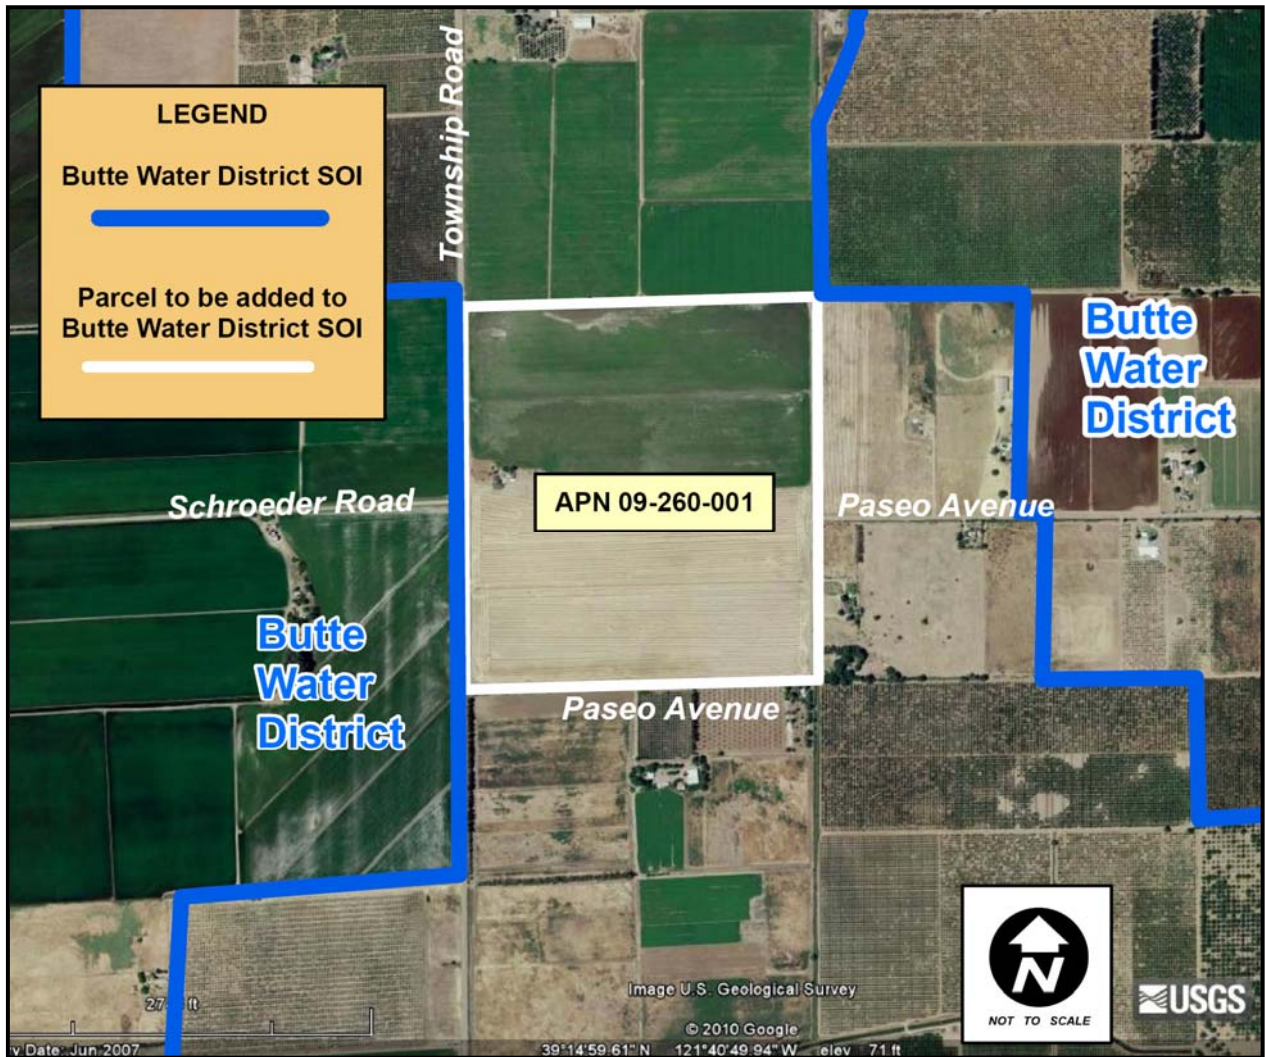 LEGEND
Butte Water District SOI
Parcel to be added to
Butte Water District SOI
Township Road
Butte
Water
District
Schroeder Road
APN 09-260-001
Paseo Avenue
Butte
Water
District
Paseo Avenue
Image U.S. Geological Survey
© 2010 Google
39°14'59.61" N 121°40'49.94" W elev 71 ft
y Date: Jun 2007
N
NOT TO SCALE
USGS